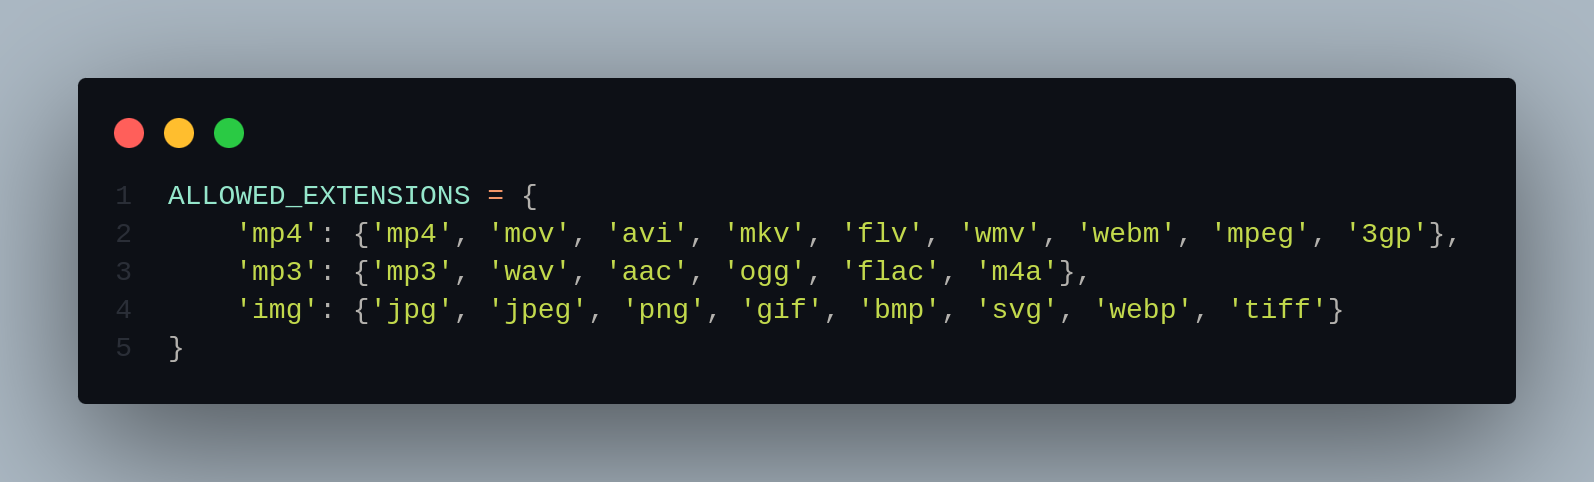 1 ALLOWED_EXTENSIONS = {
2     'mp4': {'mp4', 'mov', 'avi', 'mkv', 'flv', 'wmv', 'webm', 'mpeg', '3gp'},
3     'mp3': {'mp3', 'wav', 'aac', 'ogg', 'flac', 'm4a'},
4     'img': {'jpg', 'jpeg', 'png', 'gif', 'bmp', 'svg', 'webp', 'tiff'}
5 }